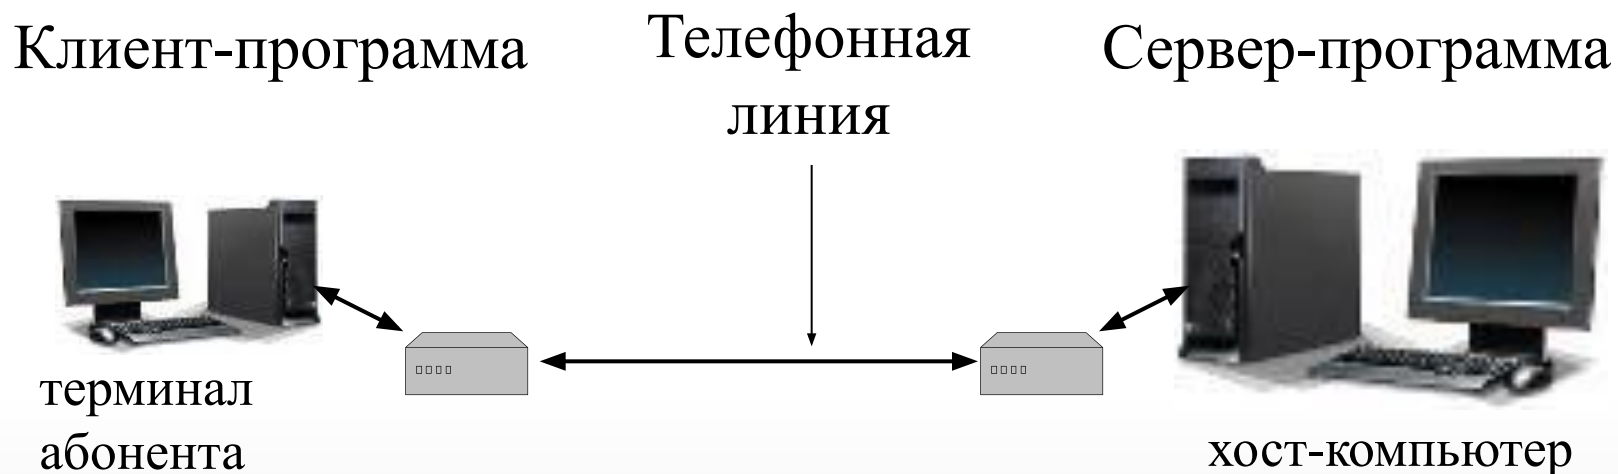 Клиент-программа
Телефонная
линия
Сервер-программа
терминал
абонента
хост-компьютер